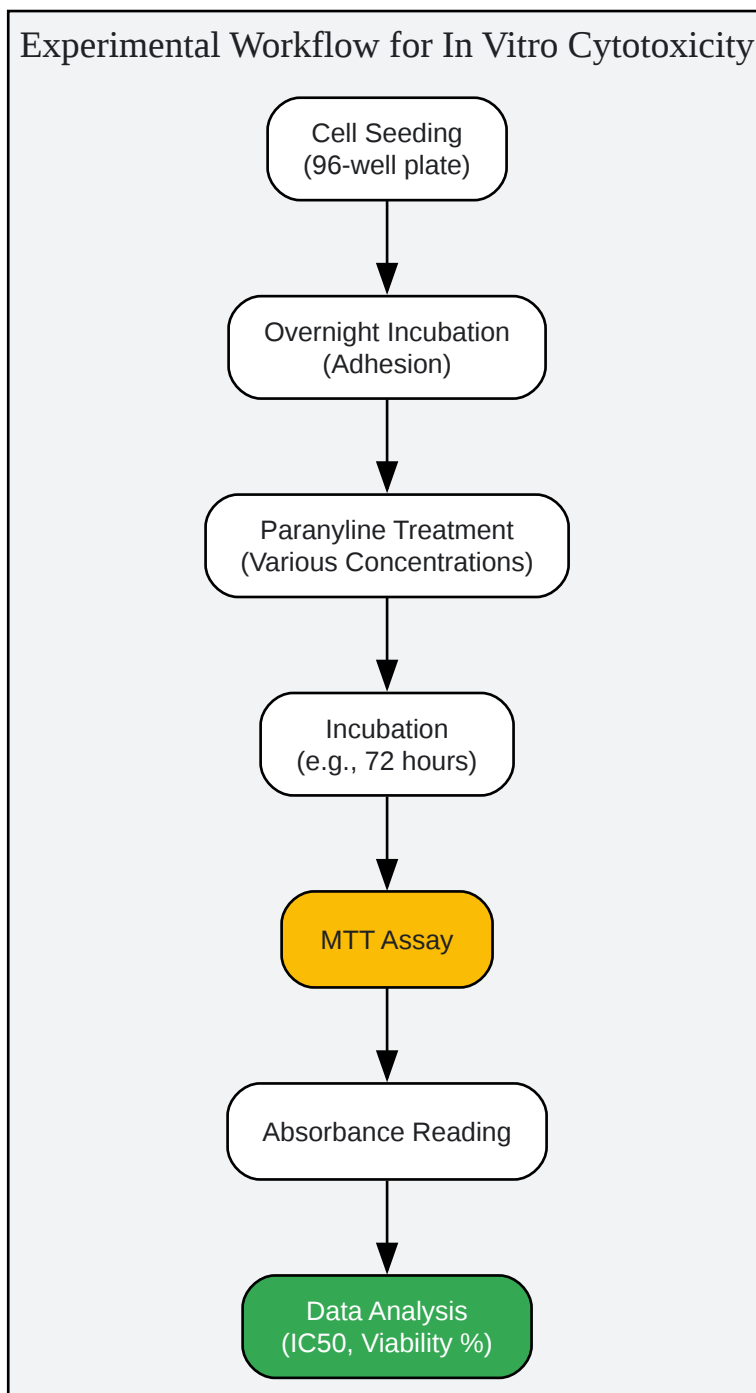 Experimental Workflow for In Vitro Cytotoxicity
Cell Seeding
(96-well plate)
Overnight Incubation
(Adhesion)
Paranyline Treatment
(Various Concentrations)
Incubation
(e.g., 72 hours)
MTT Assay
Absorbance Reading
Data Analysis
(IC50, Viability %)